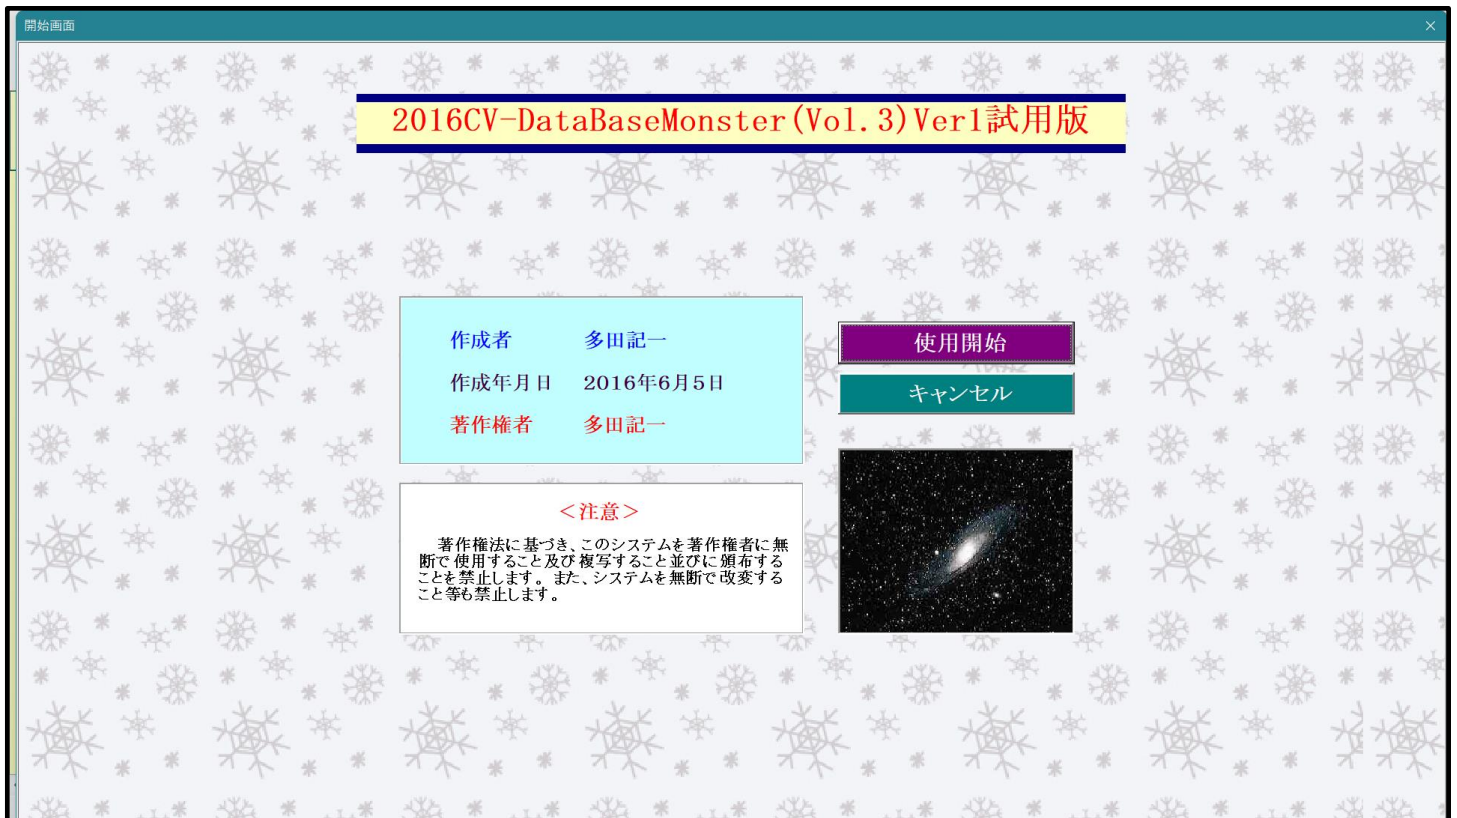 開始画面
2016CV-DataBaseMonster(Vol.3)Ver1試用版
作成者 多田記一
作成年月日 2016年6月5日
著作権者 多田記一
使用開始
キャンセル
＜注意＞
著作権法に基づき、このシステムを著作権者に無
断で使用すること及び複写すること並びに頒布する
ことを禁止します。また、システムを無断で改変する
こと等も禁止します。